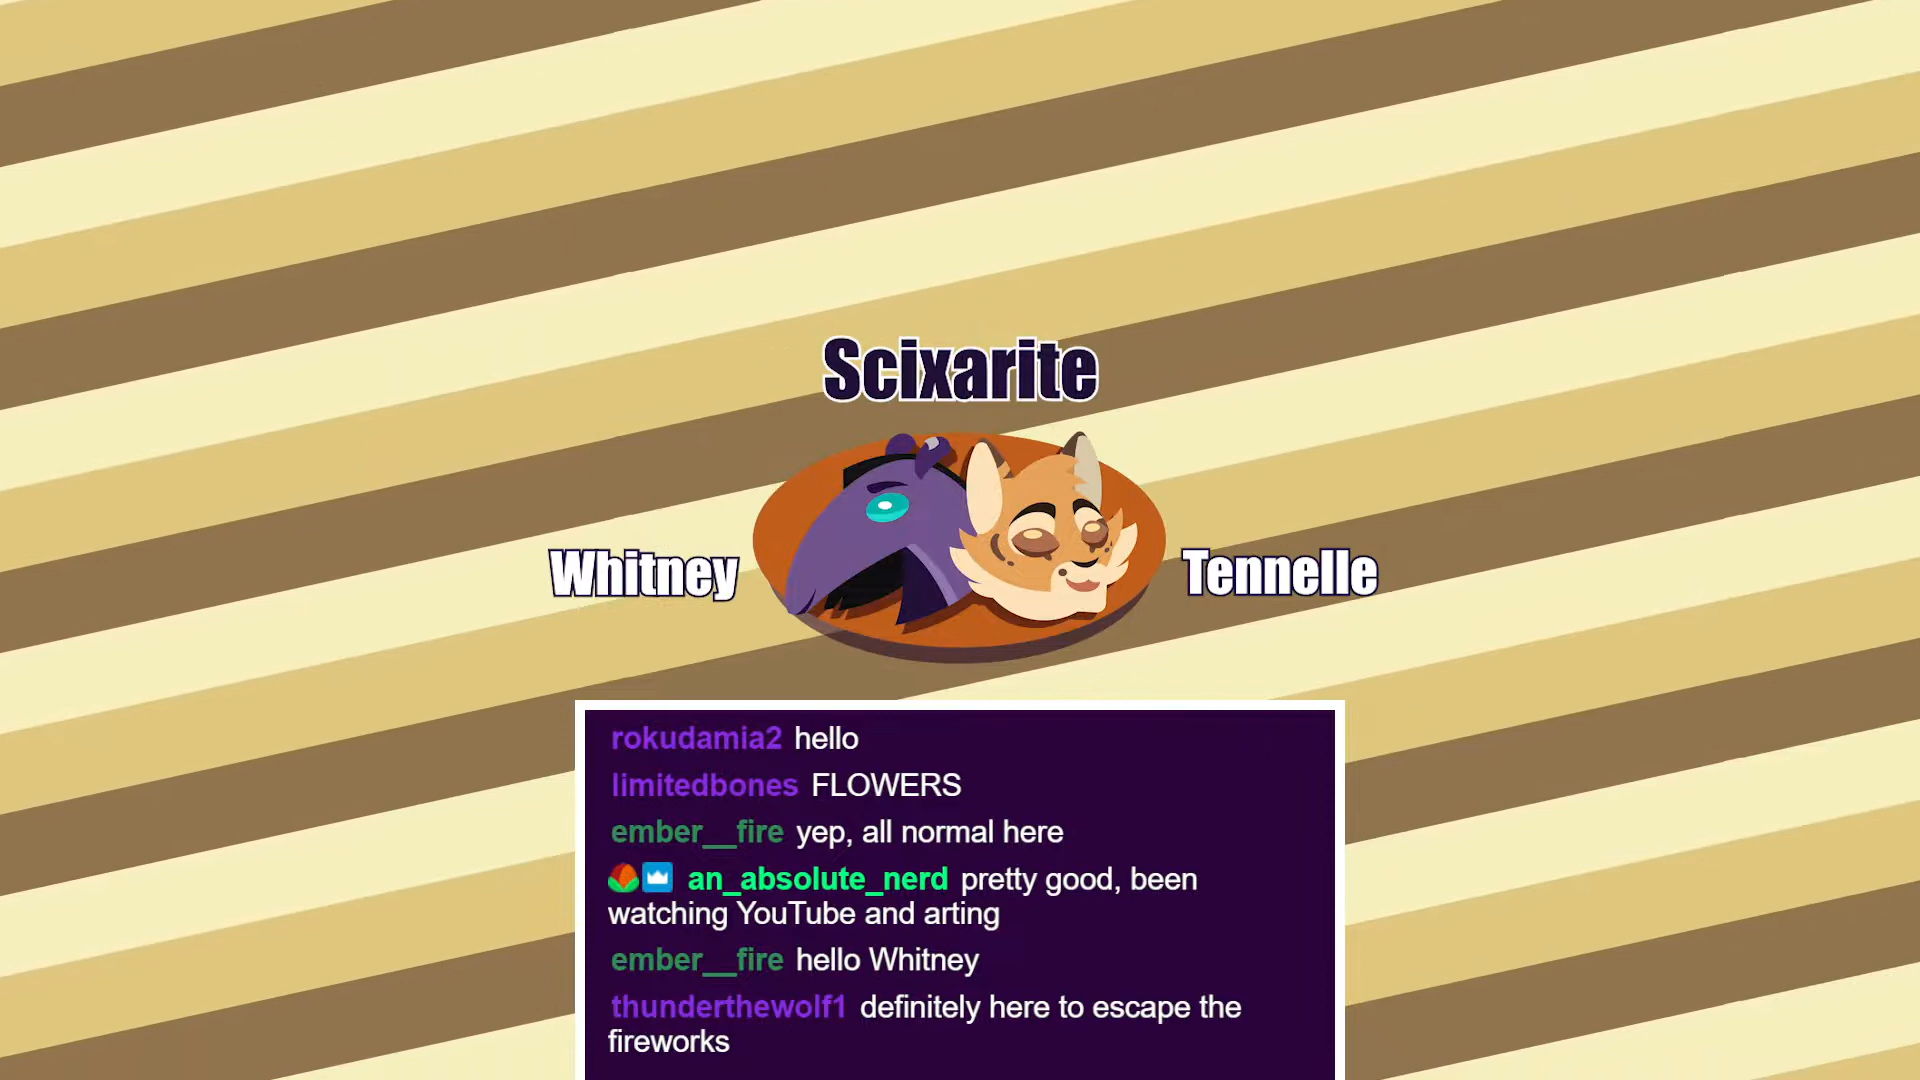 Scixarite
Whitney
Tennelle
rokudamia2 hello
limitedbones FLOWERS
ember__fire yep, all normal here
an_absolute_nerd pretty good, been
watching YouTube and arting
ember__fire hello Whitney
thunderthewolf1 definitely here to escape the
fireworks